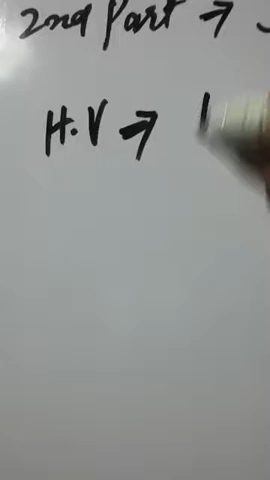 2nd Part →
H.V →